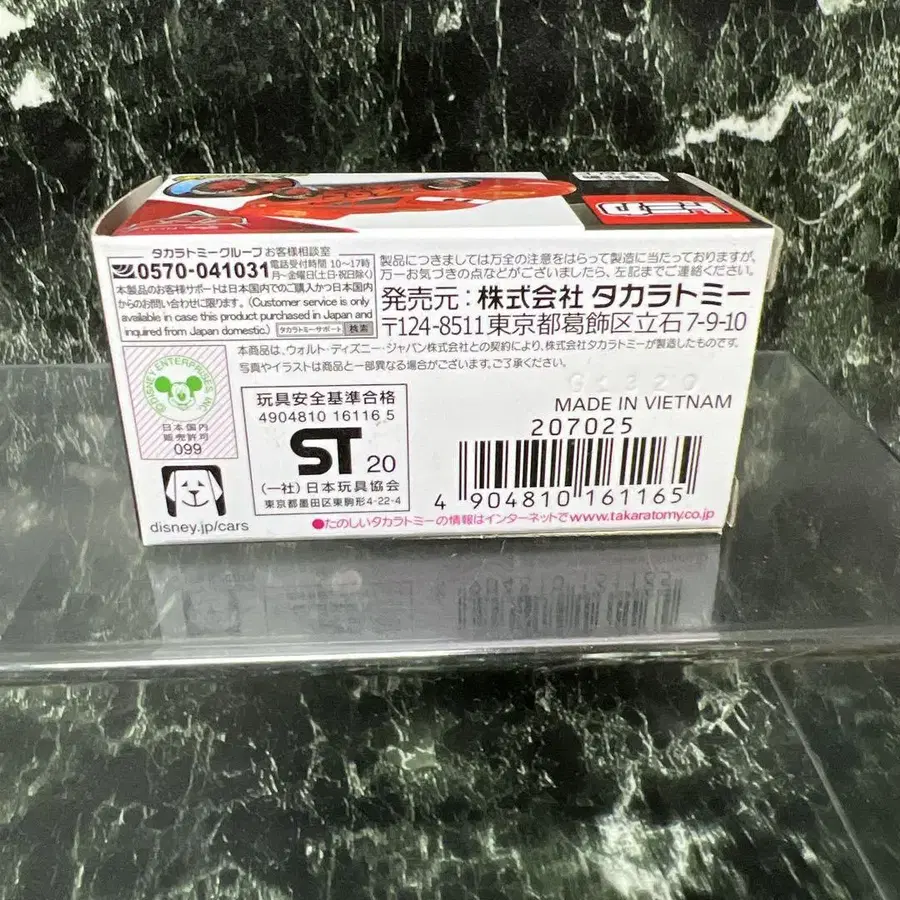 タカラトミーグループ お客様相談室
0570-041031
電話受付時間 10〜17時
月〜金曜日(土日・祝日除く)
本製品のお客様サポートは日本国内でのご購入かつ日本国内
からのお問い合わせに限ります。(Customer service is only
available in case this product purchased in Japan and
inquired from Japan domestic.)
タカラトミーサポート 検索
製品につきましては万全の注意をはらって製造に当たっておりますが、
万一お気づきの点などがございましたら、左記までご連絡ください。
発売元:株式会社 タカラトミー
〒124-8511 東京都葛飾区立石7-9-10
本商品は、ウォルト・ディズニー・ジャパン株式会社との契約により、株式会社タカラトミーが製造したものです。
写真やイラストは商品と一部異なる場合がございます。ご了承ください。
©DISNEY ENTERPRISES, INC.
日本国内
販売許可
099
disney.jp/cars
玩具安全基準合格
4904810 16116 5
ST 20
(一社)日本玩具協会
東京都墨田区東駒形4-22-4
MADE IN VIETNAM
207025
4 904810 161165
●たのしいタカラトミーの情報はインターネットでwww.takaratomy.co.jp